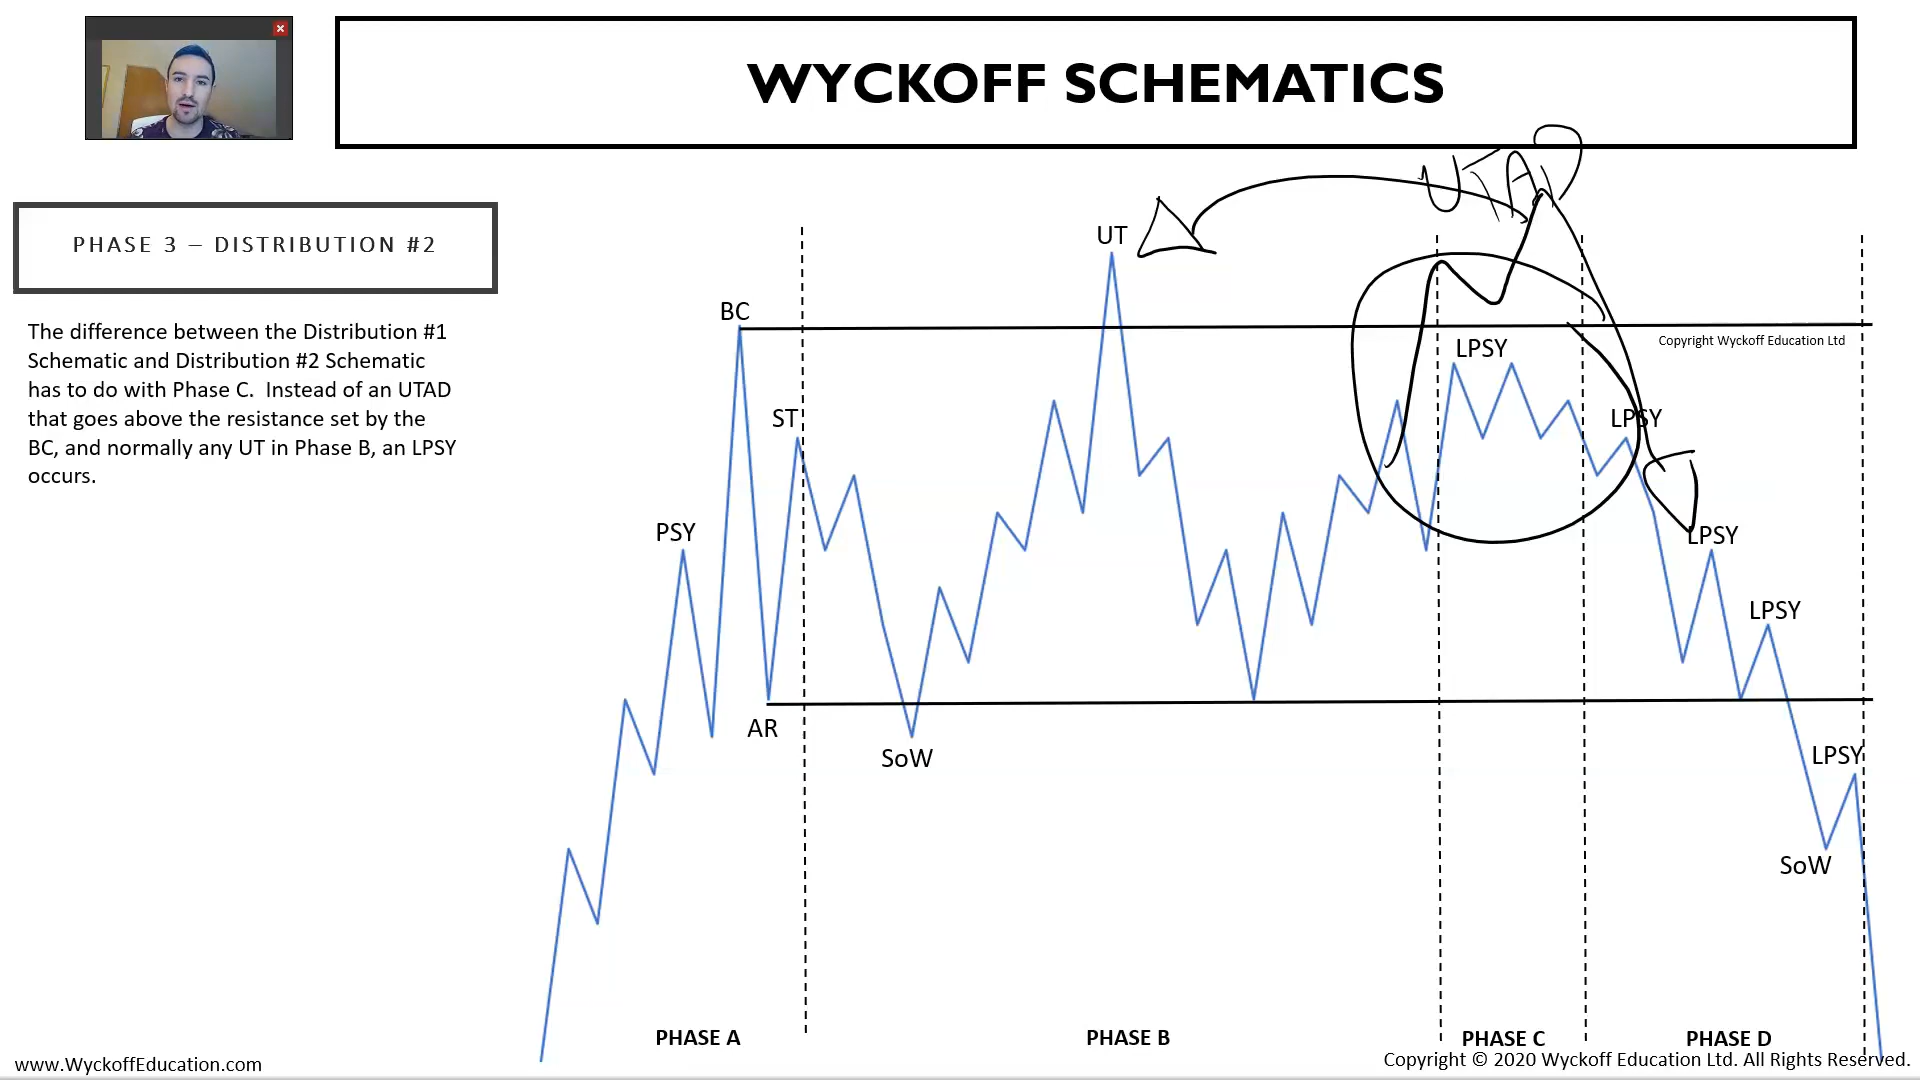 WYCKOFF SCHEMATICS
PHASE 3 – DISTRIBUTION #2
The difference between the Distribution #1
Schematic and Distribution #2 Schematic
has to do with Phase C.  Instead of an UTAD
that goes above the resistance set by the
BC, and normally any UT in Phase B, an LPSY
occurs.
UTAD
UT
BC
Copyright Wyckoff Education Ltd
LPSY
ST
LPSY
PSY
LPSY
LPSY
AR
SoW
LPSY
SoW
PHASE A
PHASE B
PHASE C
PHASE D
www.WyckoffEducation.com
Copyright © 2020 Wyckoff Education Ltd. All Rights Reserved.